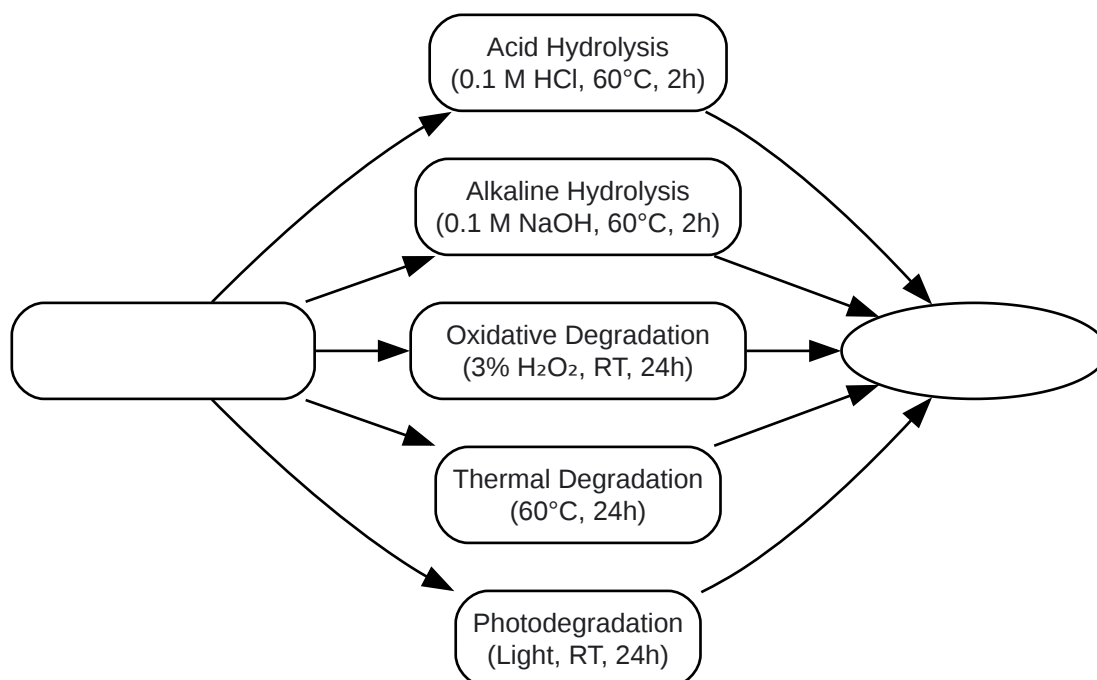 Acid Hydrolysis
(0.1 M HCl, 60°C, 2h)
Alkaline Hydrolysis
(0.1 M NaOH, 60°C, 2h)
Oxidative Degradation
(3% H₂O₂, RT, 24h)
Thermal Degradation
(60°C, 24h)
Photodegradation
(Light, RT, 24h)